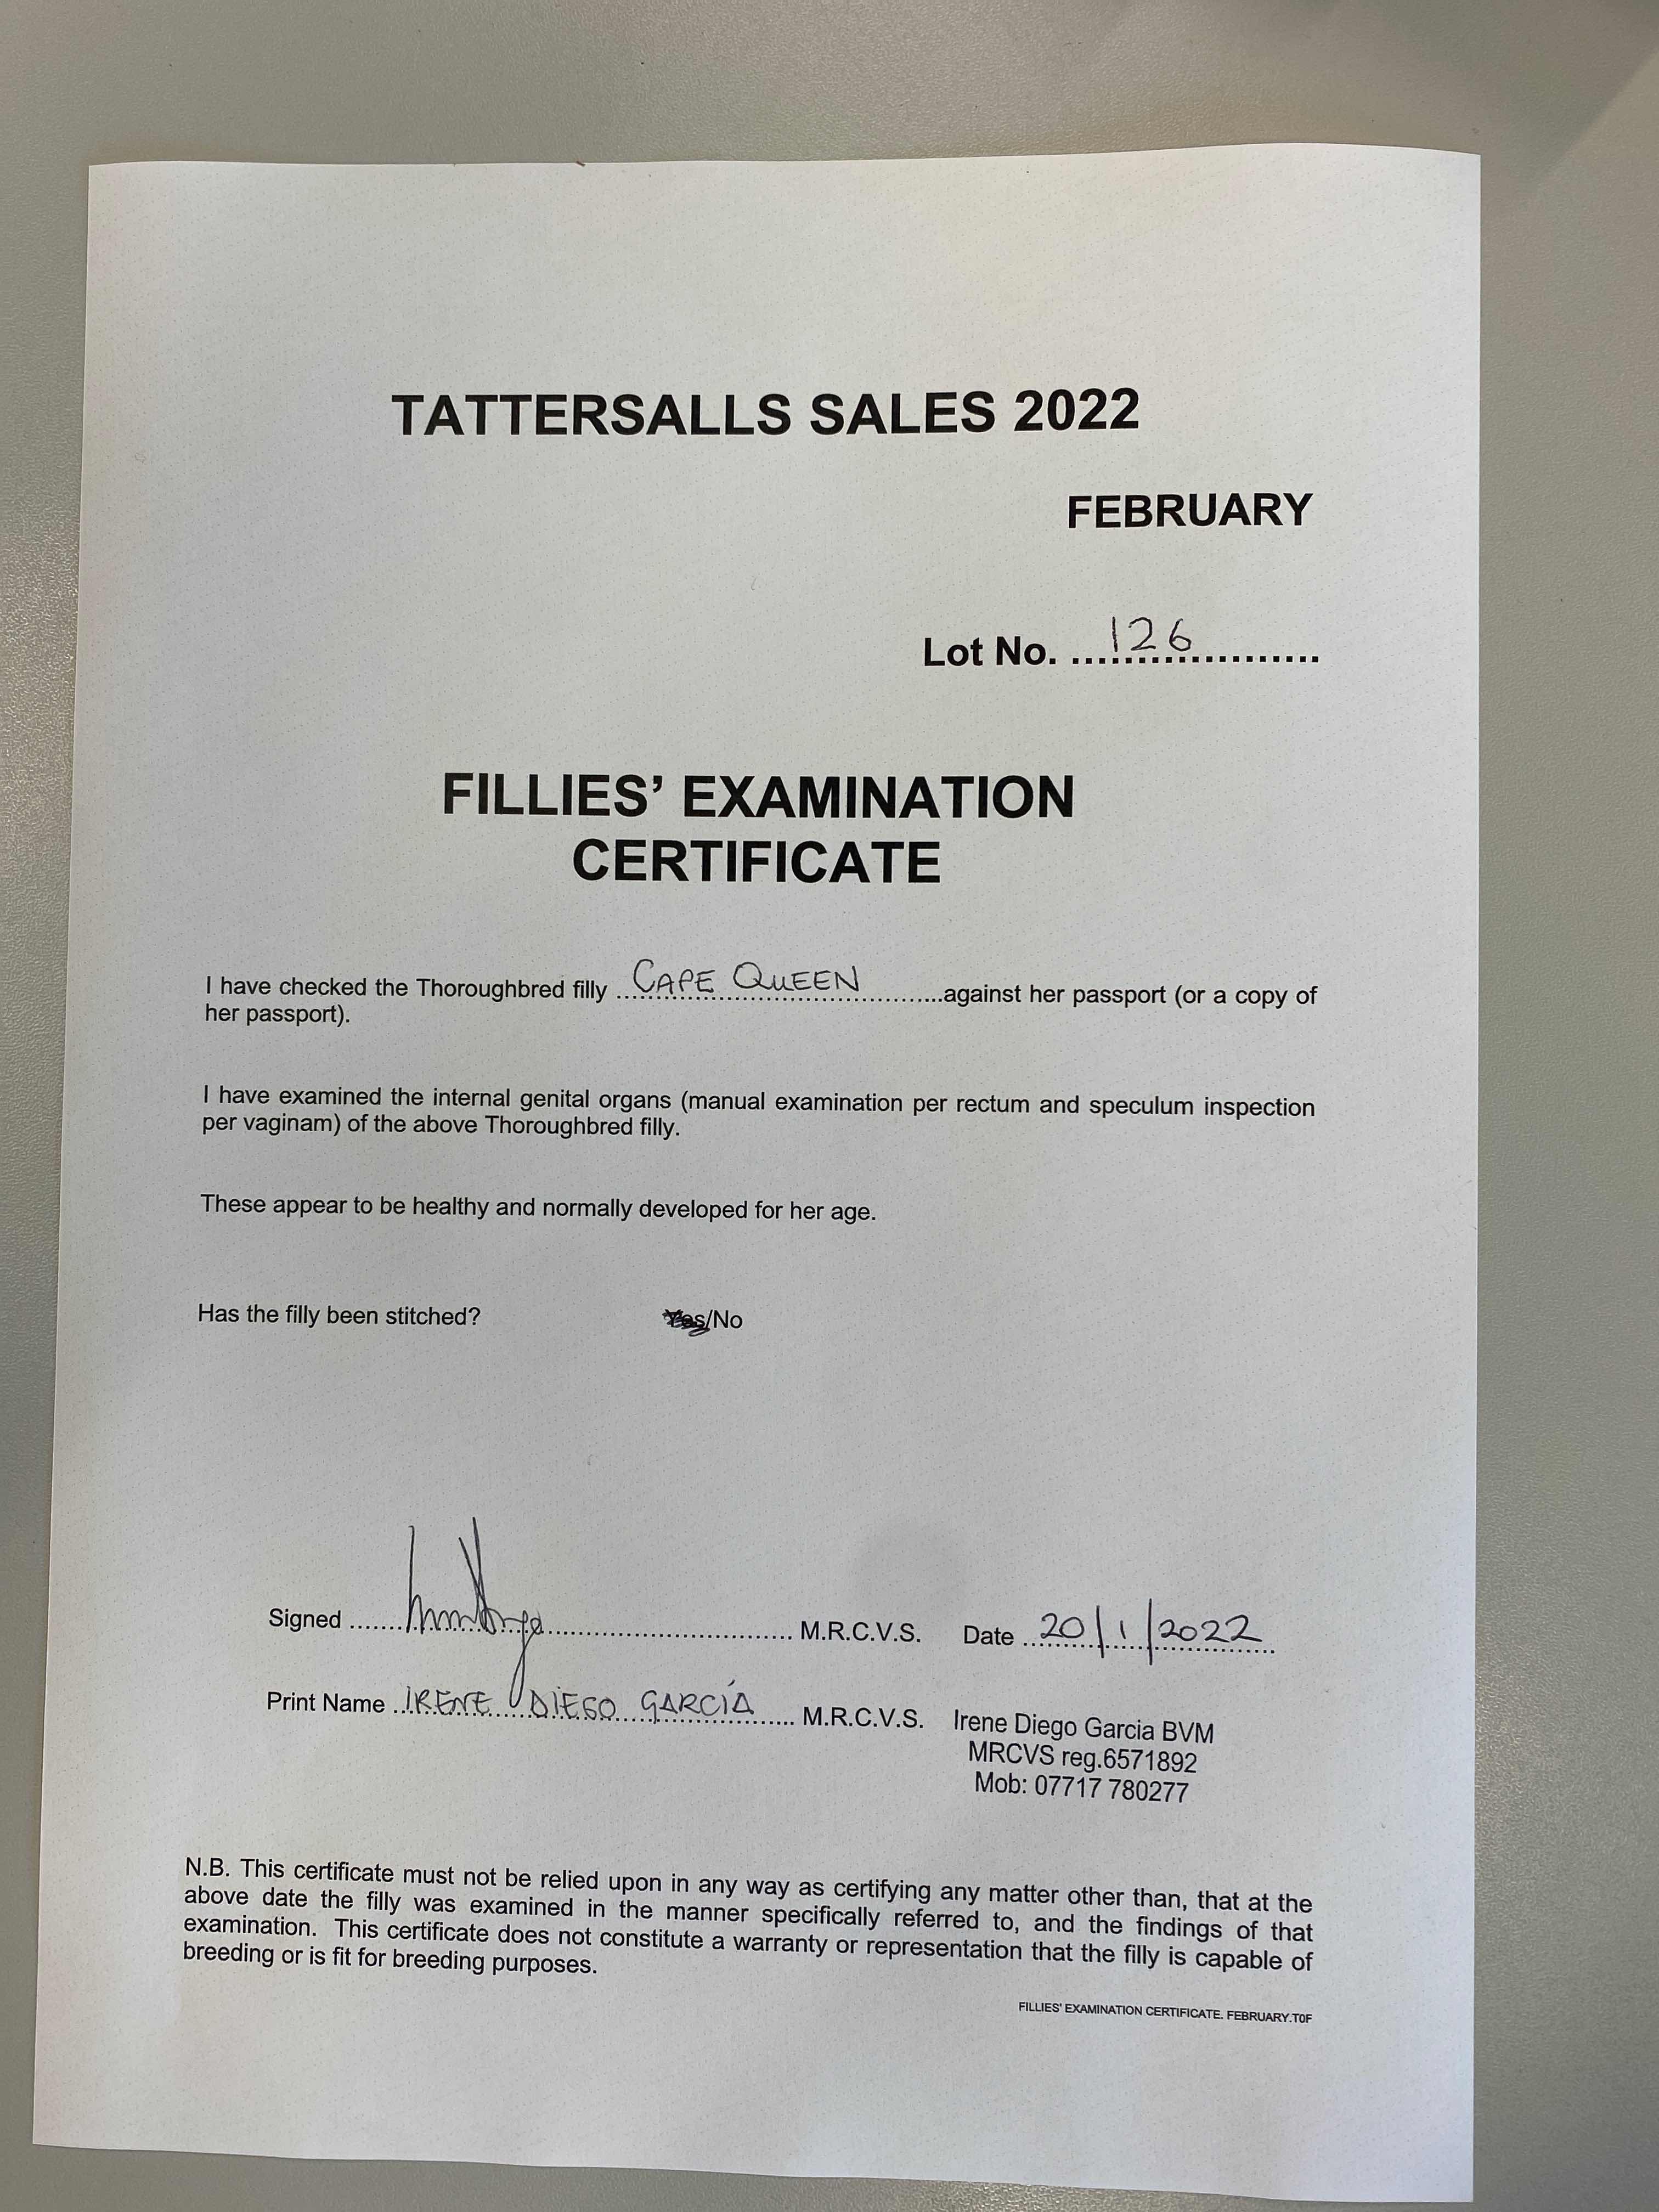 TATTERSALLS SALES 2022
FEBRUARY
Lot No. ...126...................
FILLIES' EXAMINATION
CERTIFICATE
I have checked the Thoroughbred filly ...CAPE QUEEN...against her passport (or a copy of
her passport).
I have examined the internal genital organs (manual examination per rectum and speculum inspection
per vaginam) of the above Thoroughbred filly.
These appear to be healthy and normally developed for her age.
Has the filly been stitched? Yes/No
Signed ........ M.R.C.V.S. Date ...20/1/2022...
Print Name ...IRENE DIEGO GARCÍA... M.R.C.V.S.
Irene Diego Garcia BVM
MRCVS reg.6571892
Mob: 07717 780277
N.B. This certificate must not be relied upon in any way as certifying any matter other than, that at the
above date the filly was examined in the manner specifically referred to, and the findings of that
examination. This certificate does not constitute a warranty or representation that the filly is capable of
breeding or is fit for breeding purposes.
FILLIES' EXAMINATION CERTIFICATE. FEBRUARY.T0F